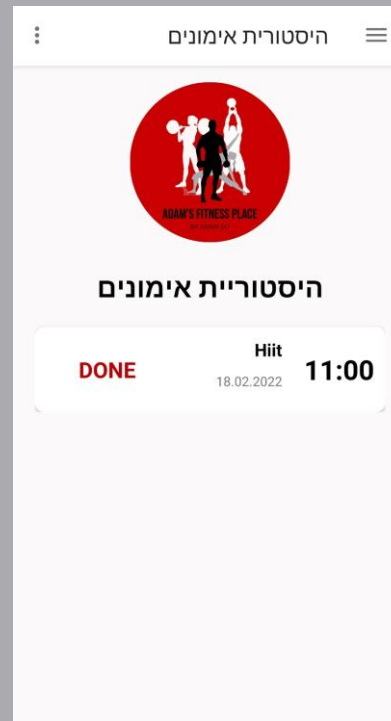 היסטורית אימונים
ADAM'S FITNESS PLACE
היסטוריית אימונים
11:00
Hiit
18.02.2022
DONE